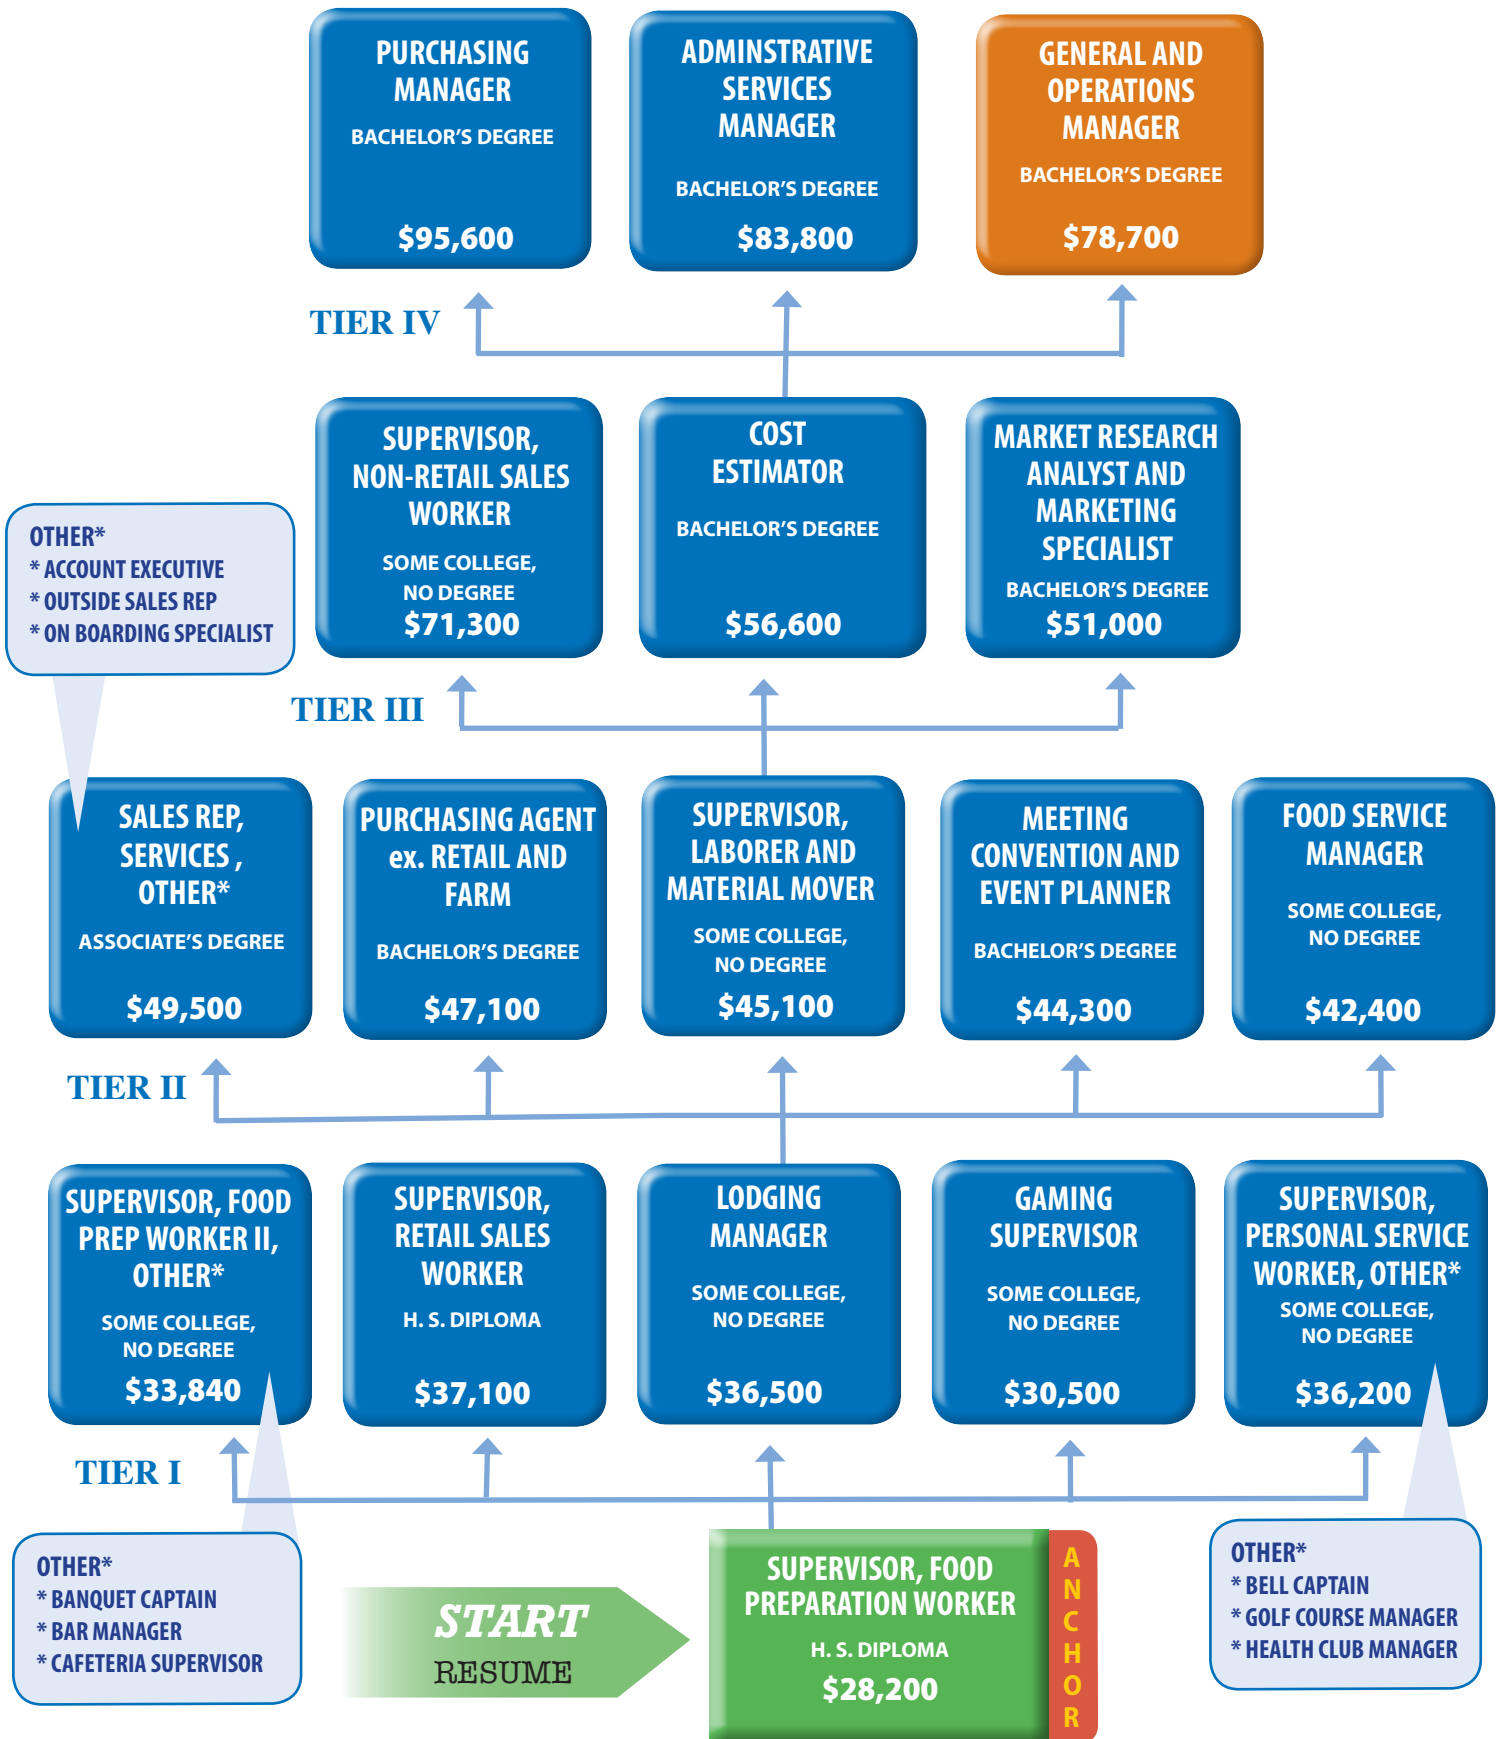 PURCHASING
MANAGER
BACHELOR'S DEGREE
$95,600
ADMINSTRATIVE
SERVICES
MANAGER
BACHELOR'S DEGREE
$83,800
GENERAL AND
OPERATIONS
MANAGER
BACHELOR'S DEGREE
$78,700
TIER IV
SUPERVISOR,
NON-RETAIL SALES
WORKER
SOME COLLEGE,
NO DEGREE
$71,300
COST
ESTIMATOR
BACHELOR'S DEGREE
$56,600
MARKET RESEARCH
ANALYST AND
MARKETING
SPECIALIST
BACHELOR'S DEGREE
$51,000
OTHER*
* ACCOUNT EXECUTIVE
* OUTSIDE SALES REP
* ON BOARDING SPECIALIST
TIER III
SALES REP,
SERVICES ,
OTHER*
ASSOCIATE'S DEGREE
$49,500
PURCHASING AGENT
ex. RETAIL AND
FARM
BACHELOR'S DEGREE
$47,100
SUPERVISOR,
LABORER AND
MATERIAL MOVER
SOME COLLEGE,
NO DEGREE
$45,100
MEETING
CONVENTION AND
EVENT PLANNER
BACHELOR'S DEGREE
$44,300
FOOD SERVICE
MANAGER
SOME COLLEGE,
NO DEGREE
$42,400
TIER II
SUPERVISOR, FOOD
PREP WORKER II,
OTHER*
SOME COLLEGE,
NO DEGREE
$33,840
SUPERVISOR,
RETAIL SALES
WORKER
H. S. DIPLOMA
$37,100
LODGING
MANAGER
SOME COLLEGE,
NO DEGREE
$36,500
GAMING
SUPERVISOR
SOME COLLEGE,
NO DEGREE
$30,500
SUPERVISOR,
PERSONAL SERVICE
WORKER, OTHER*
SOME COLLEGE,
NO DEGREE
$36,200
TIER I
OTHER*
* BANQUET CAPTAIN
* BAR MANAGER
* CAFETERIA SUPERVISOR
START
RESUME
SUPERVISOR, FOOD
PREPARATION WORKER
H. S. DIPLOMA
$28,200
ANCHOR
OTHER*
* BELL CAPTAIN
* GOLF COURSE MANAGER
* HEALTH CLUB MANAGER